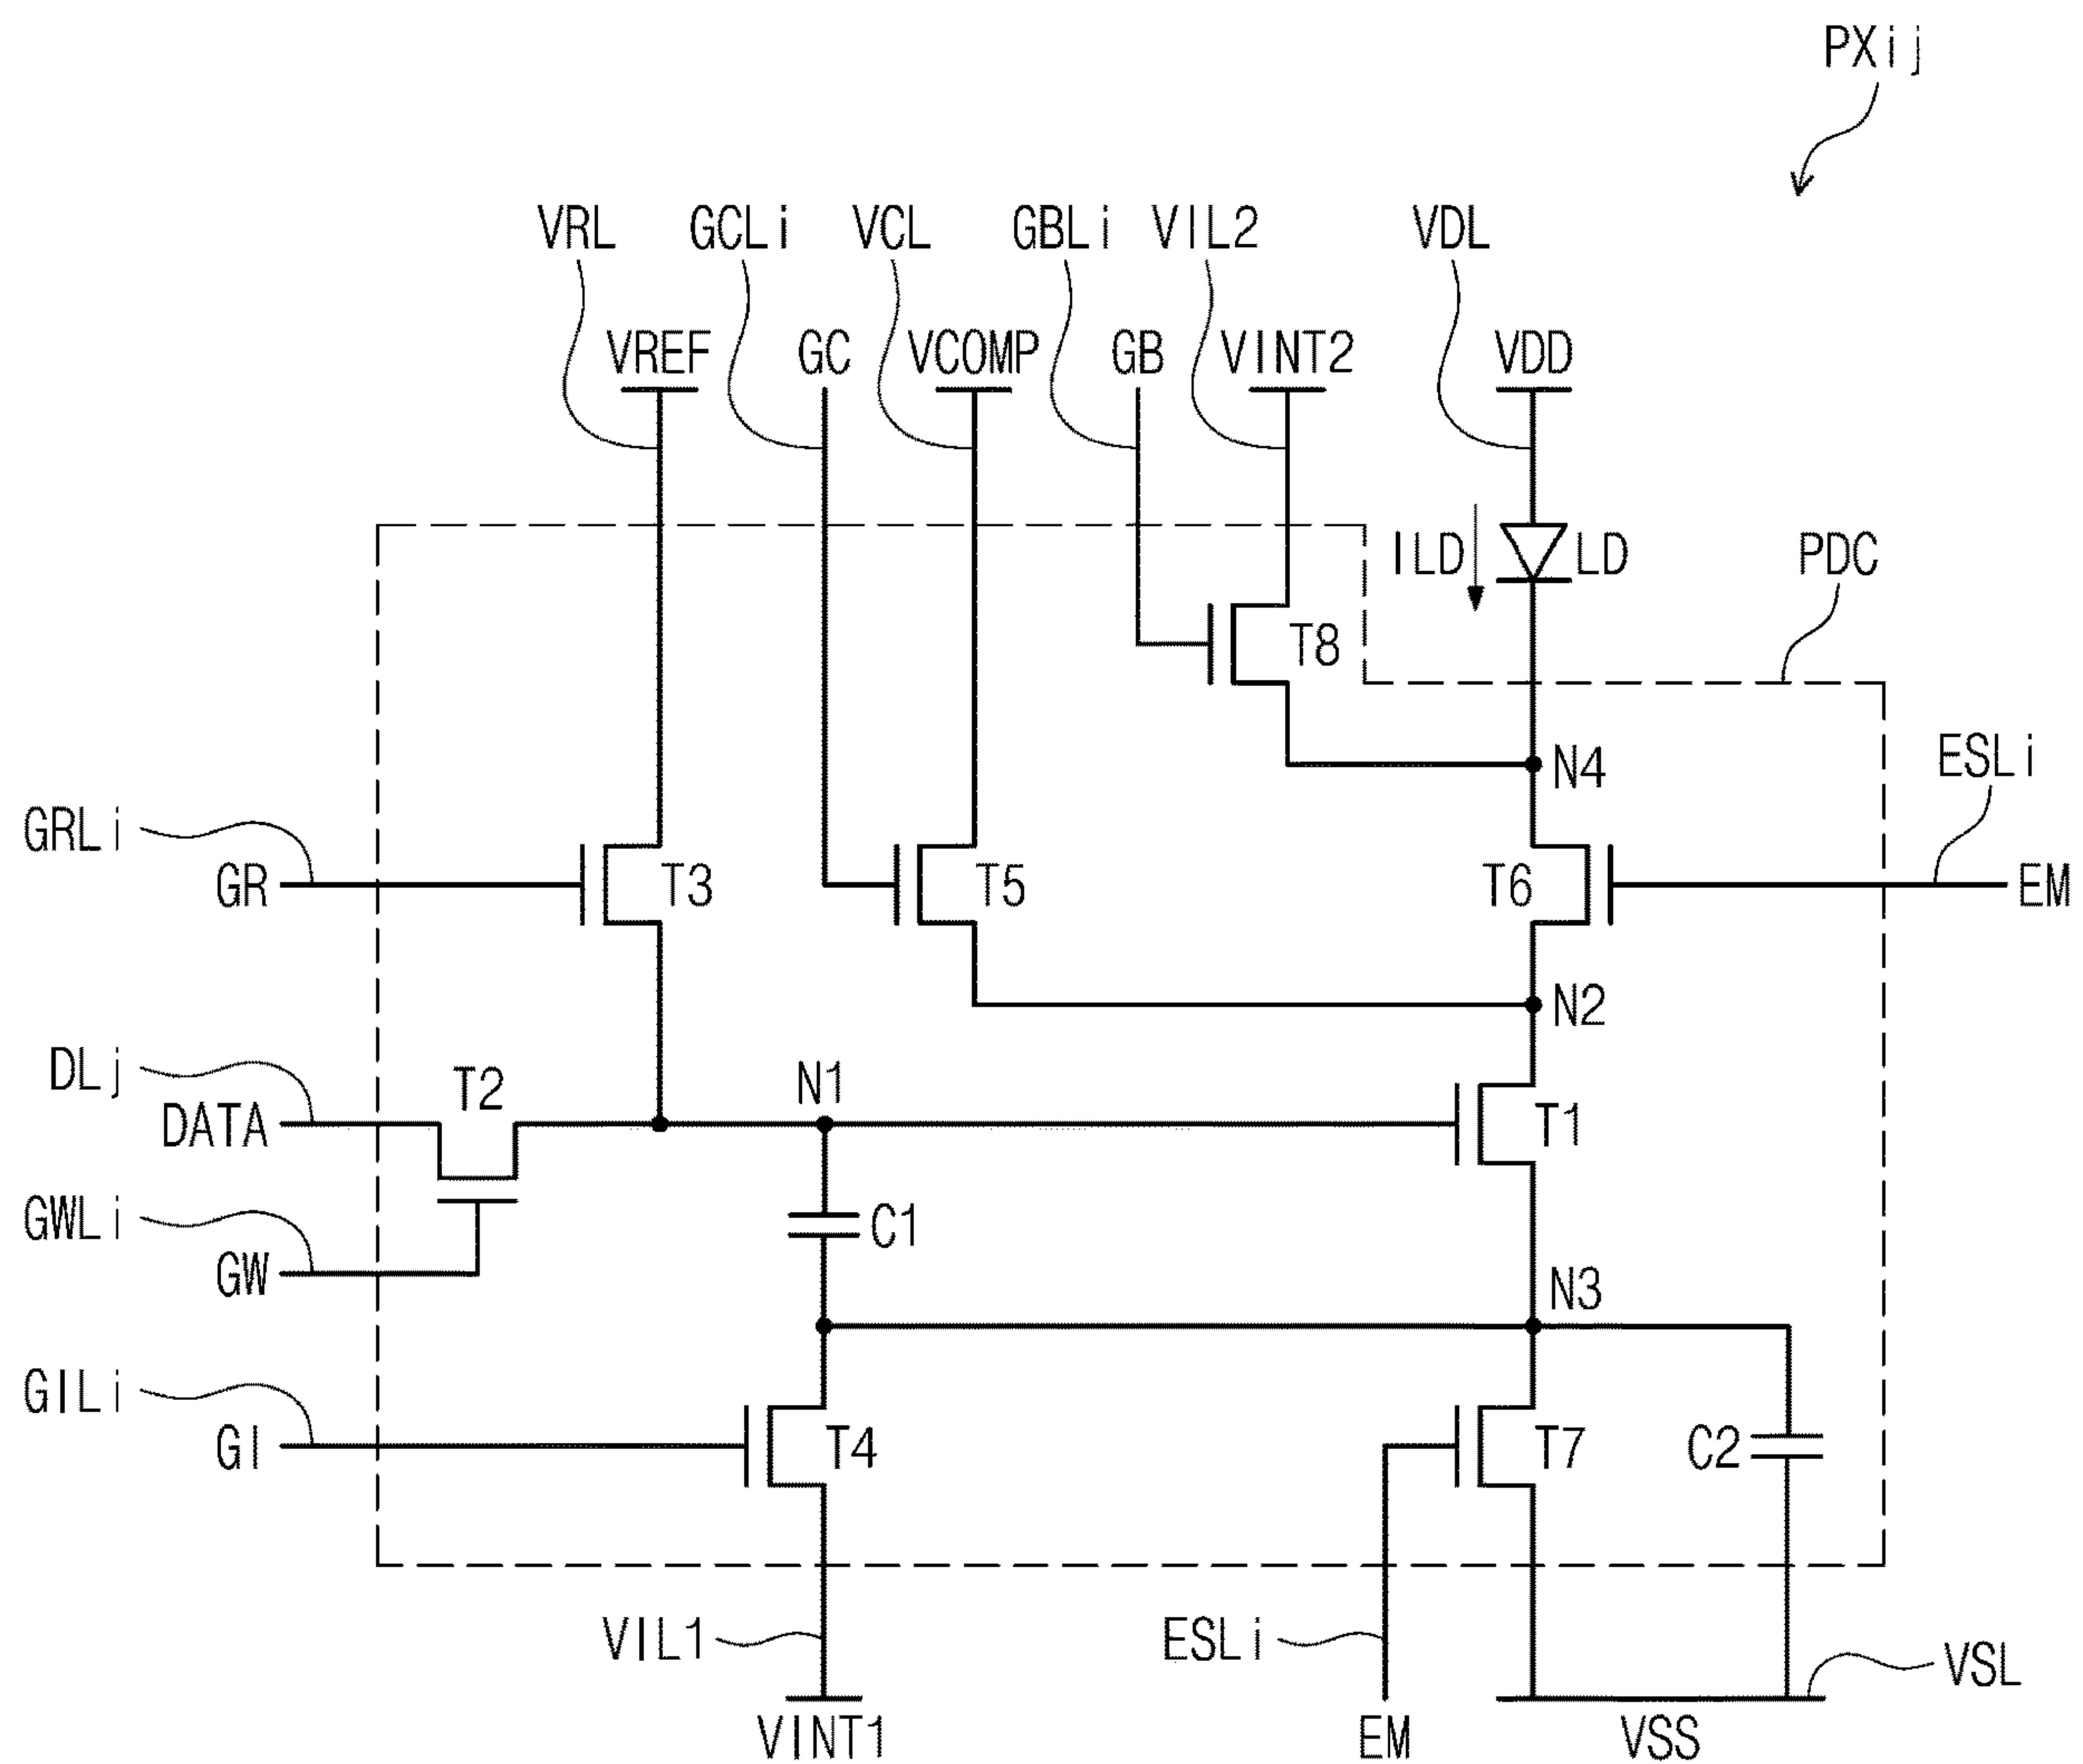 PXij
VRL GCLi VCL GBLi VIL2 VDL
VREF GC VCOMP GB VINT2 VDD
ILD LD PDC
T8
N4 ESLi
GRLi
GR T3 T5 T6 EM
N2
DLj T2 N1
DATA T1
GWLi C1
GW N3
GILi
GI T4 T7 C2
VIL1 ESLi VSL
VINT1 EM VSS